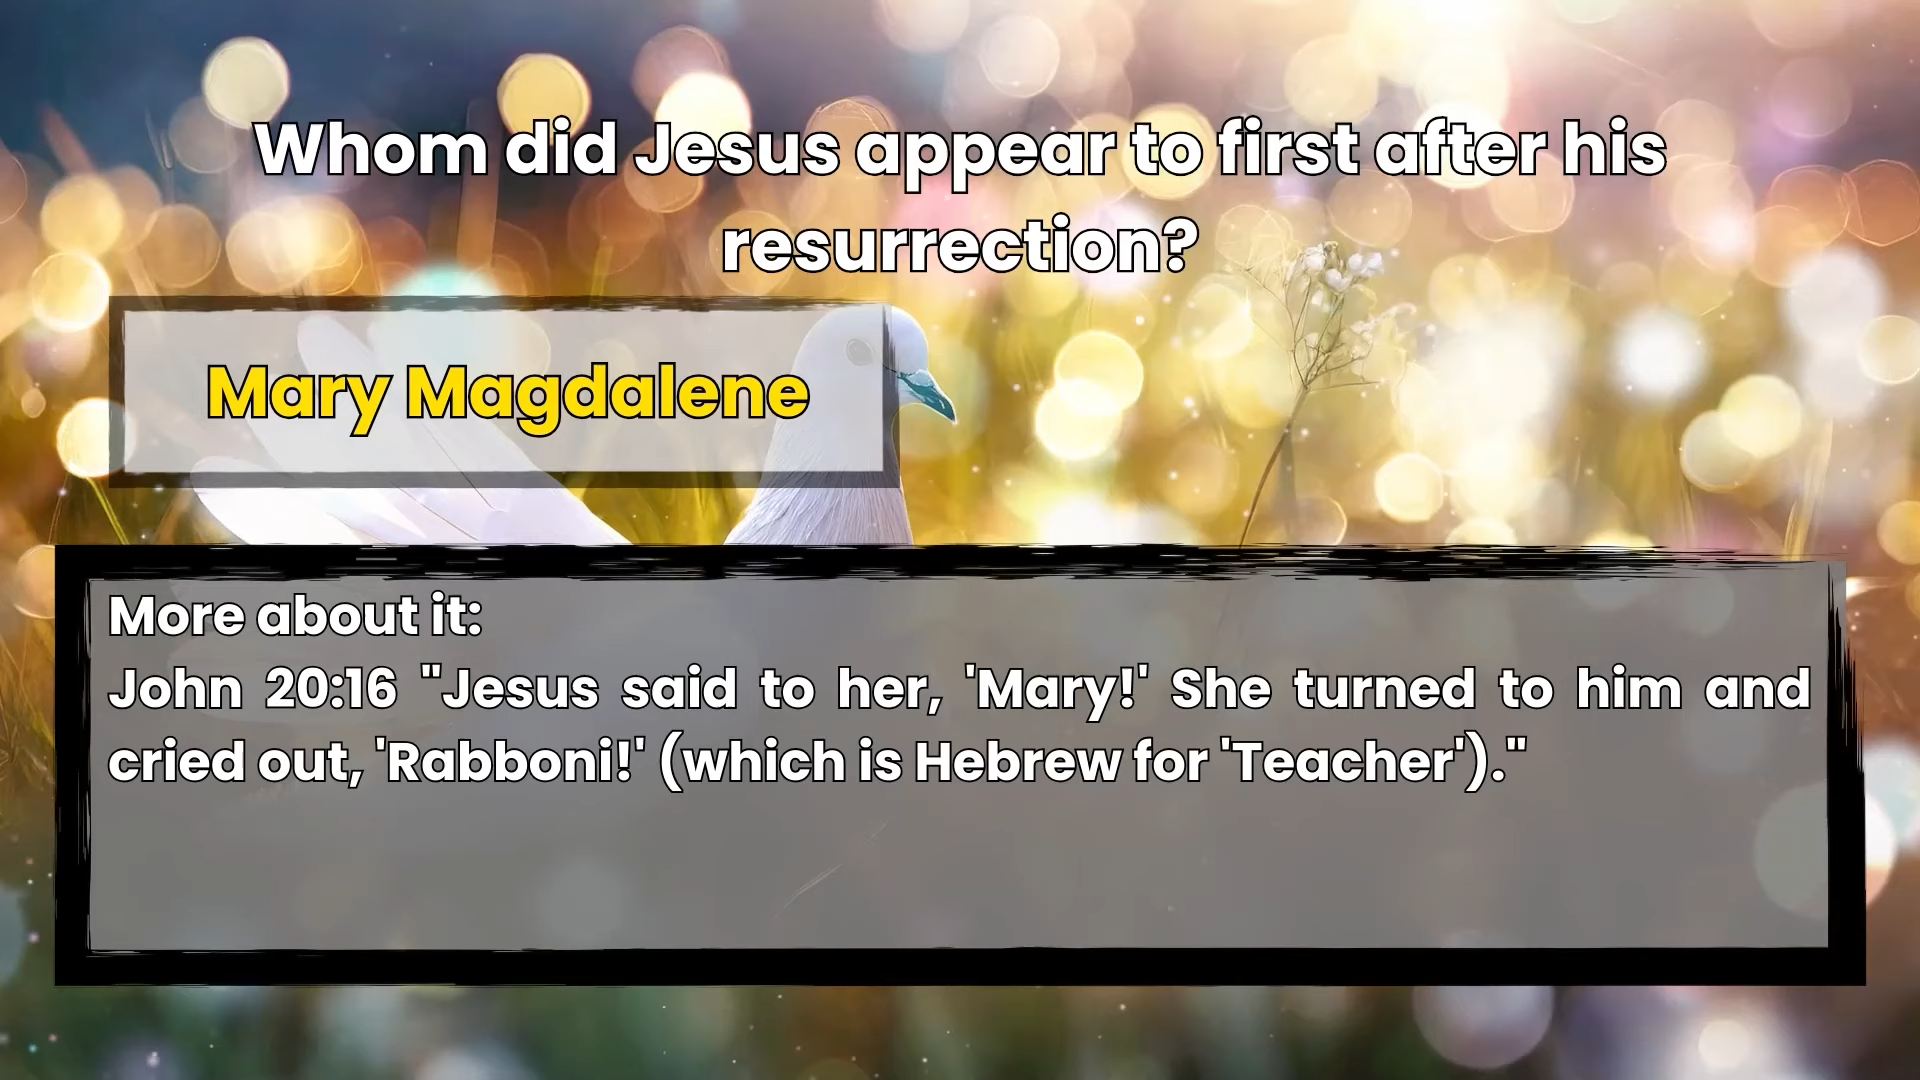 Whom did Jesus appear to first after his
resurrection?
Mary Magdalene
More about it:
John 20:16 "Jesus said to her, 'Mary!' She turned to him and
cried out, 'Rabboni!' (which is Hebrew for 'Teacher')."